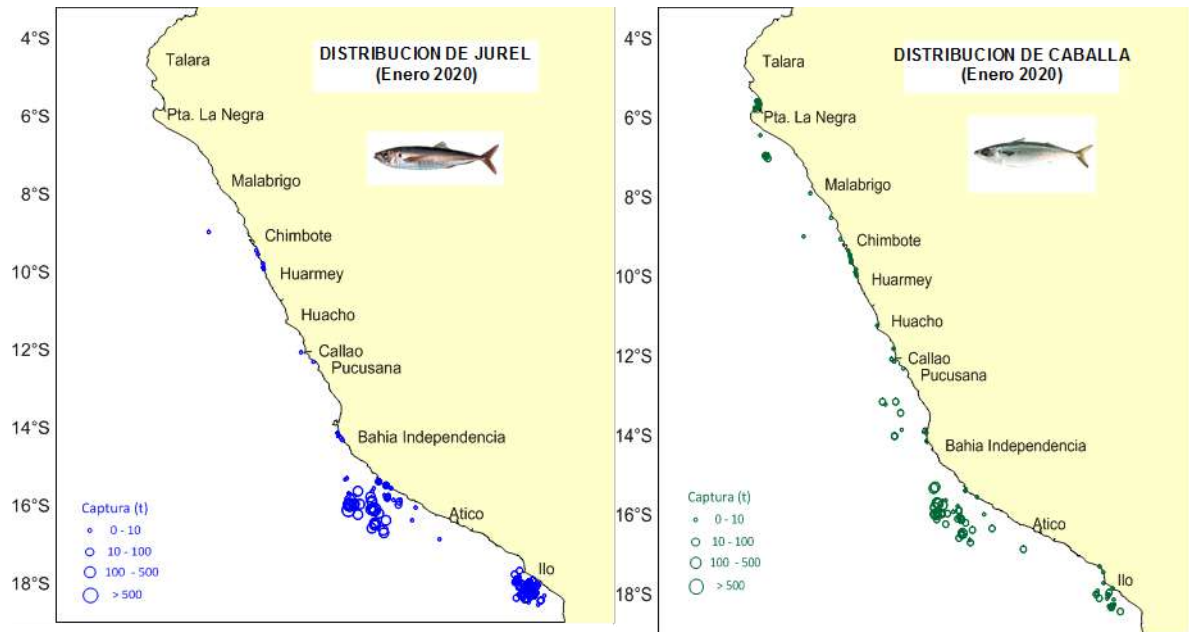 DISTRIBUCION DE JUREL
(Enero 2020)
4°S
6°S
8°S
10°S
12°S
14°S
16°S
18°S
Talara
Pta. La Negra
Malabrigo
Chimbote
Huarmey
Huacho
Callao
Pucusana
Bahia Independencia
Atico
Ilo
Captura (t)
0 - 10
10 - 100
100 - 500
> 500
DISTRIBUCION DE CABALLA
(Enero 2020)
4°S
6°S
8°S
10°S
12°S
14°S
16°S
18°S
Talara
Pta. La Negra
Malabrigo
Chimbote
Huarmey
Huacho
Callao
Pucusana
Bahia Independencia
Atico
Ilo
Captura (t)
0 - 10
10 - 100
100 - 500
> 500